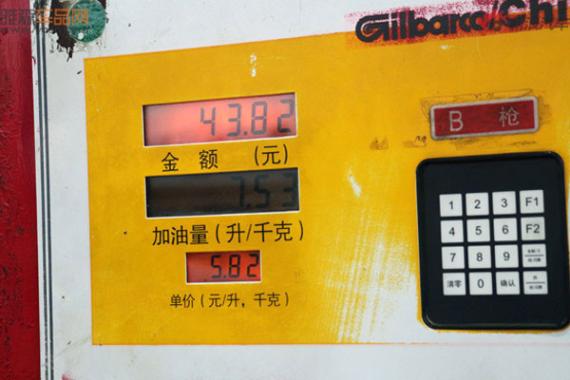 Gilbarco/Chi
43.82
金 额 (元)
7.53
加油量(升/千克)
5.82
单价(元/升,千克)
B 枪
1 2 3 F1
4 5 6 F2
7 8 9
清零 0 确认